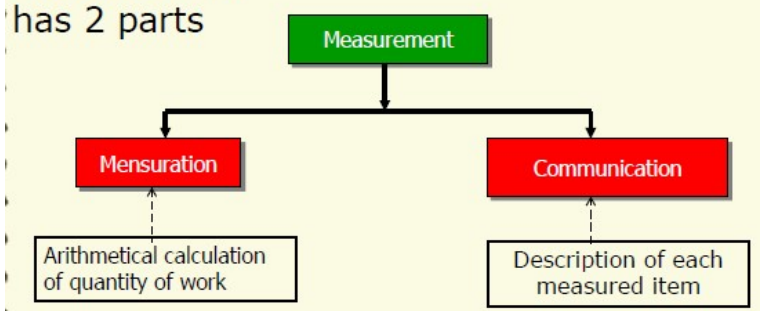 has 2 parts
Measurement
Mensuration
Communication
Arithmetical calculation
of quantity of work
Description of each
measured item